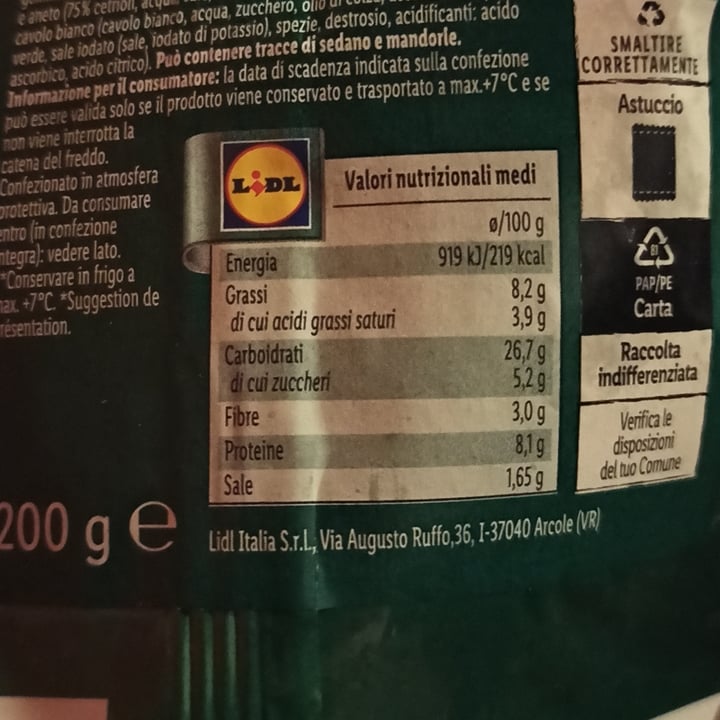 e aneto (75% cetrioli,
cavolo bianco (cavolo bianco, acqua, zucchero, olio di
verde, sale iodato (sale, iodato di potassio), spezie, destrosio, acidificanti: acido
ascorbico, acido citrico). Può contenere tracce di sedano e mandorle.
Informazione per il consumatore: la data di scadenza indicata sulla confezione
può essere valida solo se il prodotto viene conservato e trasportato a max.+7°C e se
non viene interrotta la
catena del freddo.
Confezionato in atmosfera
protettiva. Da consumare
entro (in confezione
integra): vedere lato.
*Conservare in frigo a
max. +7°C. *Suggestion de
présentation.
200 g e
LIDL
Valori nutrizionali medi
ø/100 g
Energia 919 kJ/219 kcal
Grassi 8,2 g
di cui acidi grassi saturi 3,9 g
Carboidrati 26,7 g
di cui zuccheri 5,2 g
Fibre 3,0 g
Proteine 8,1 g
Sale 1,65 g
Lidl Italia S.r.l., Via Augusto Ruffo,36, I-37040 Arcole (VR)
SMALTIRE
CORRETTAMENTE
Astuccio
81
PAP/PE
Carta
Raccolta
indifferenziata
Verifica le
disposizioni
del tuo Comune